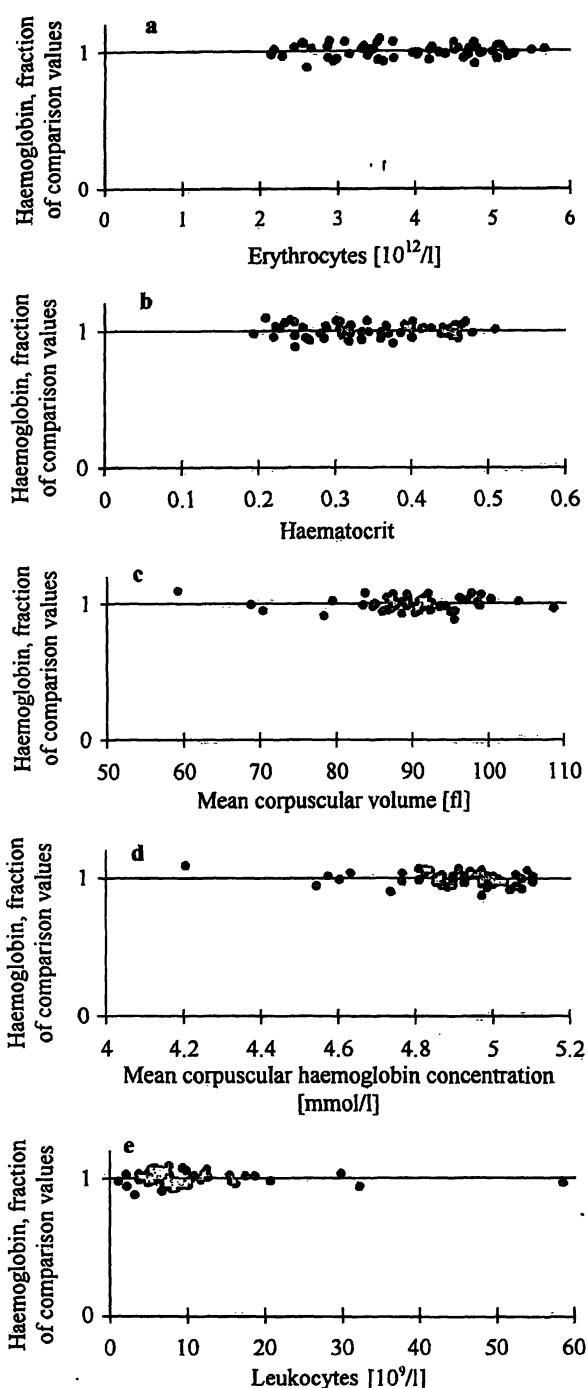 a
Haemoglobin, fraction
of comparison values
1
0
0 1 2 3 4 5 6
Erythrocytes [10¹²/l]
b
Haemoglobin, fraction
of comparison values
1
0
0 0.1 0.2 0.3 0.4 0.5 0.6
Haematocrit
c
Haemoglobin, fraction
of comparison values
1
0
50 60 70 80 90 100 110
Mean corpuscular volume [fl]
d
Haemoglobin, fraction
of comparison values
1
0
4 4.2 4.4 4.6 4.8 5 5.2
Mean corpuscular haemoglobin concentration
[mmol/l]
e
Haemoglobin, fraction
of comparison values
1
0
0 10 20 30 40 50 60
Leukocytes [10⁹/l]